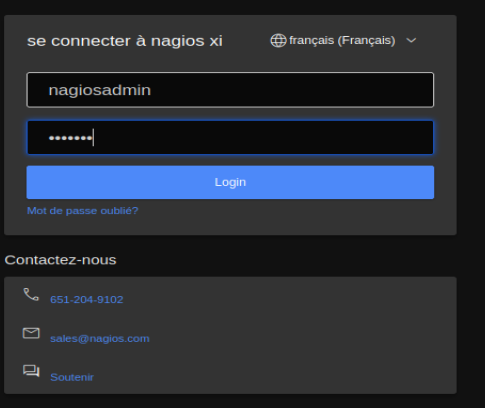 se connecter à nagios xi
français (Français)
nagiosadmin
•••••••
Login
Mot de passe oublié?
Contactez-nous
651-204-9102
sales@nagios.com
Soutenir